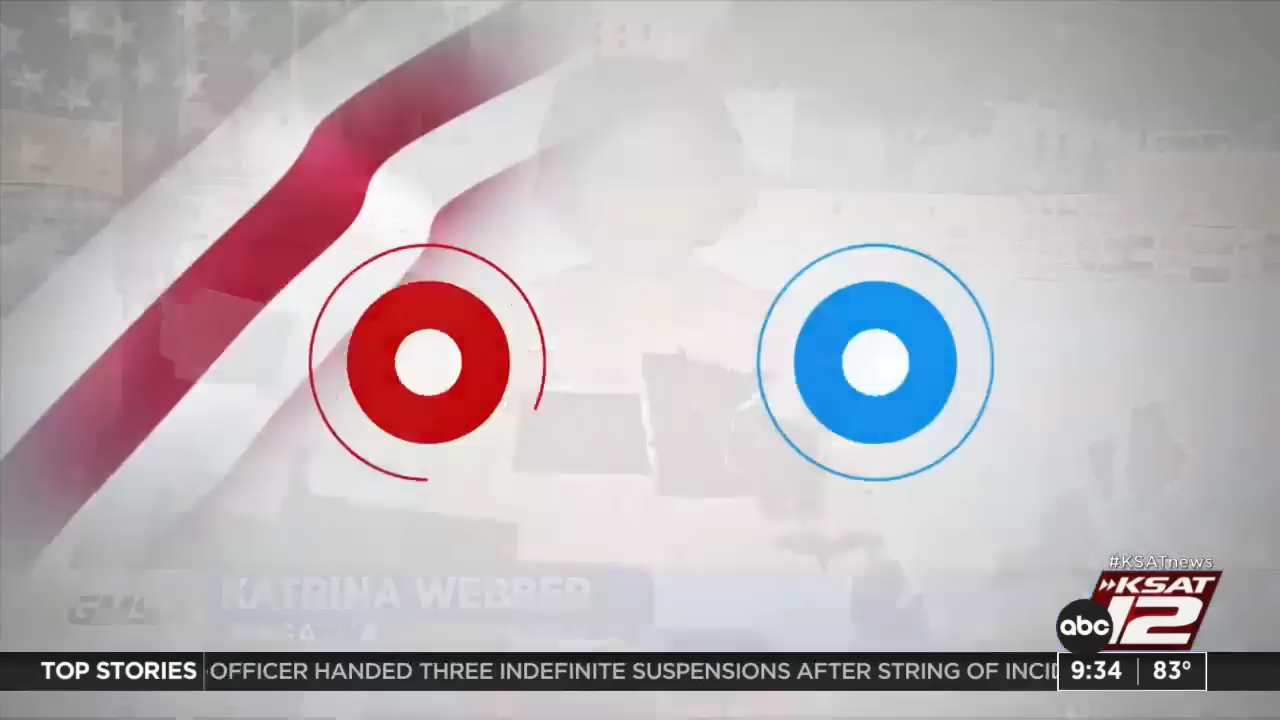 #KSATnews
KSAT
12
abc
GMS
KATRINA WEBBER
TOP STORIES
OFFICER HANDED THREE INDEFINITE SUSPENSIONS AFTER STRING OF INCID
9:34
83°